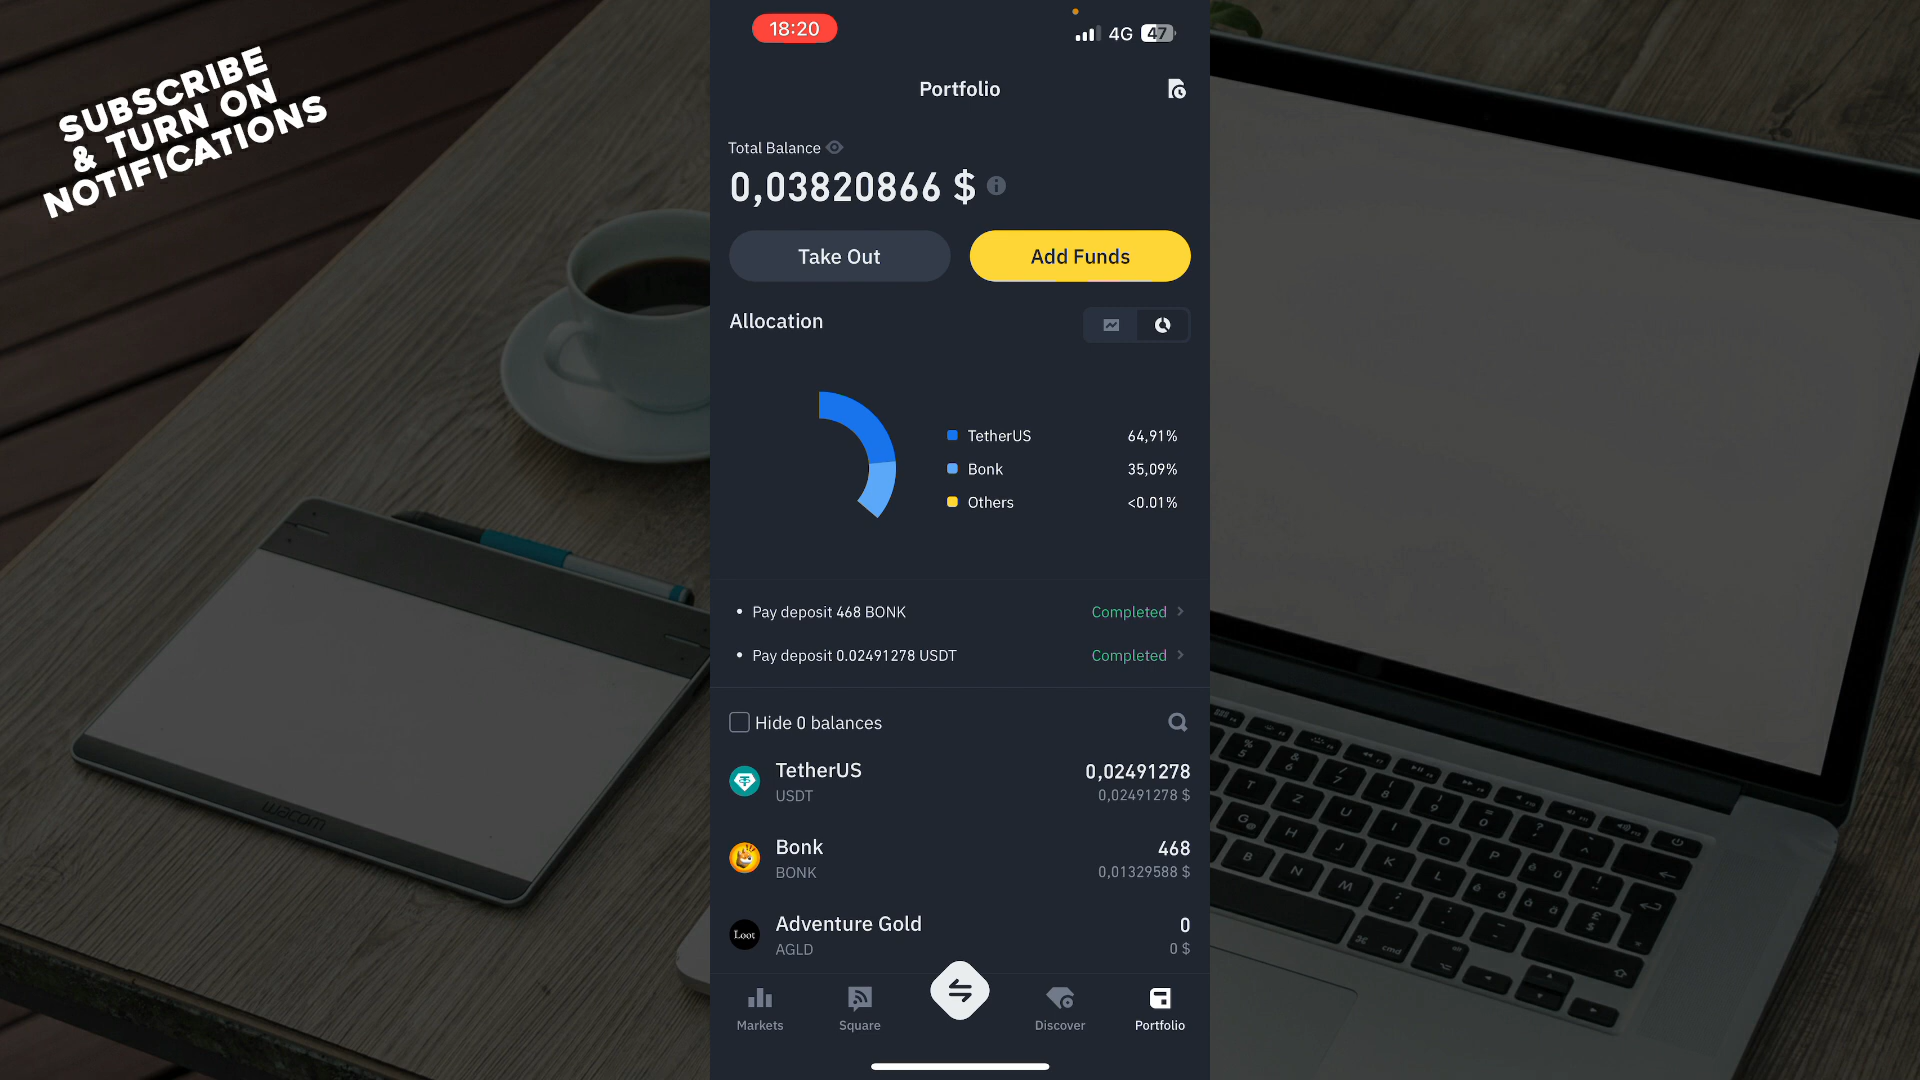 SUBSCRIBE
& TURN ON
NOTIFICATIONS
18:20
4G 47
Portfolio
Total Balance
0,03820866 $
Take Out
Add Funds
Allocation
TetherUS 64,91%
Bonk 35,09%
Others <0.01%
• Pay deposit 468 BONK Completed
• Pay deposit 0.02491278 USDT Completed
Hide 0 balances
TetherUS 0,02491278
USDT 0,02491278 $
Bonk 468
BONK 0,01329588 $
Loot
Adventure Gold 0
AGLD 0 $
Markets
Square
Discover
Portfolio
wacom